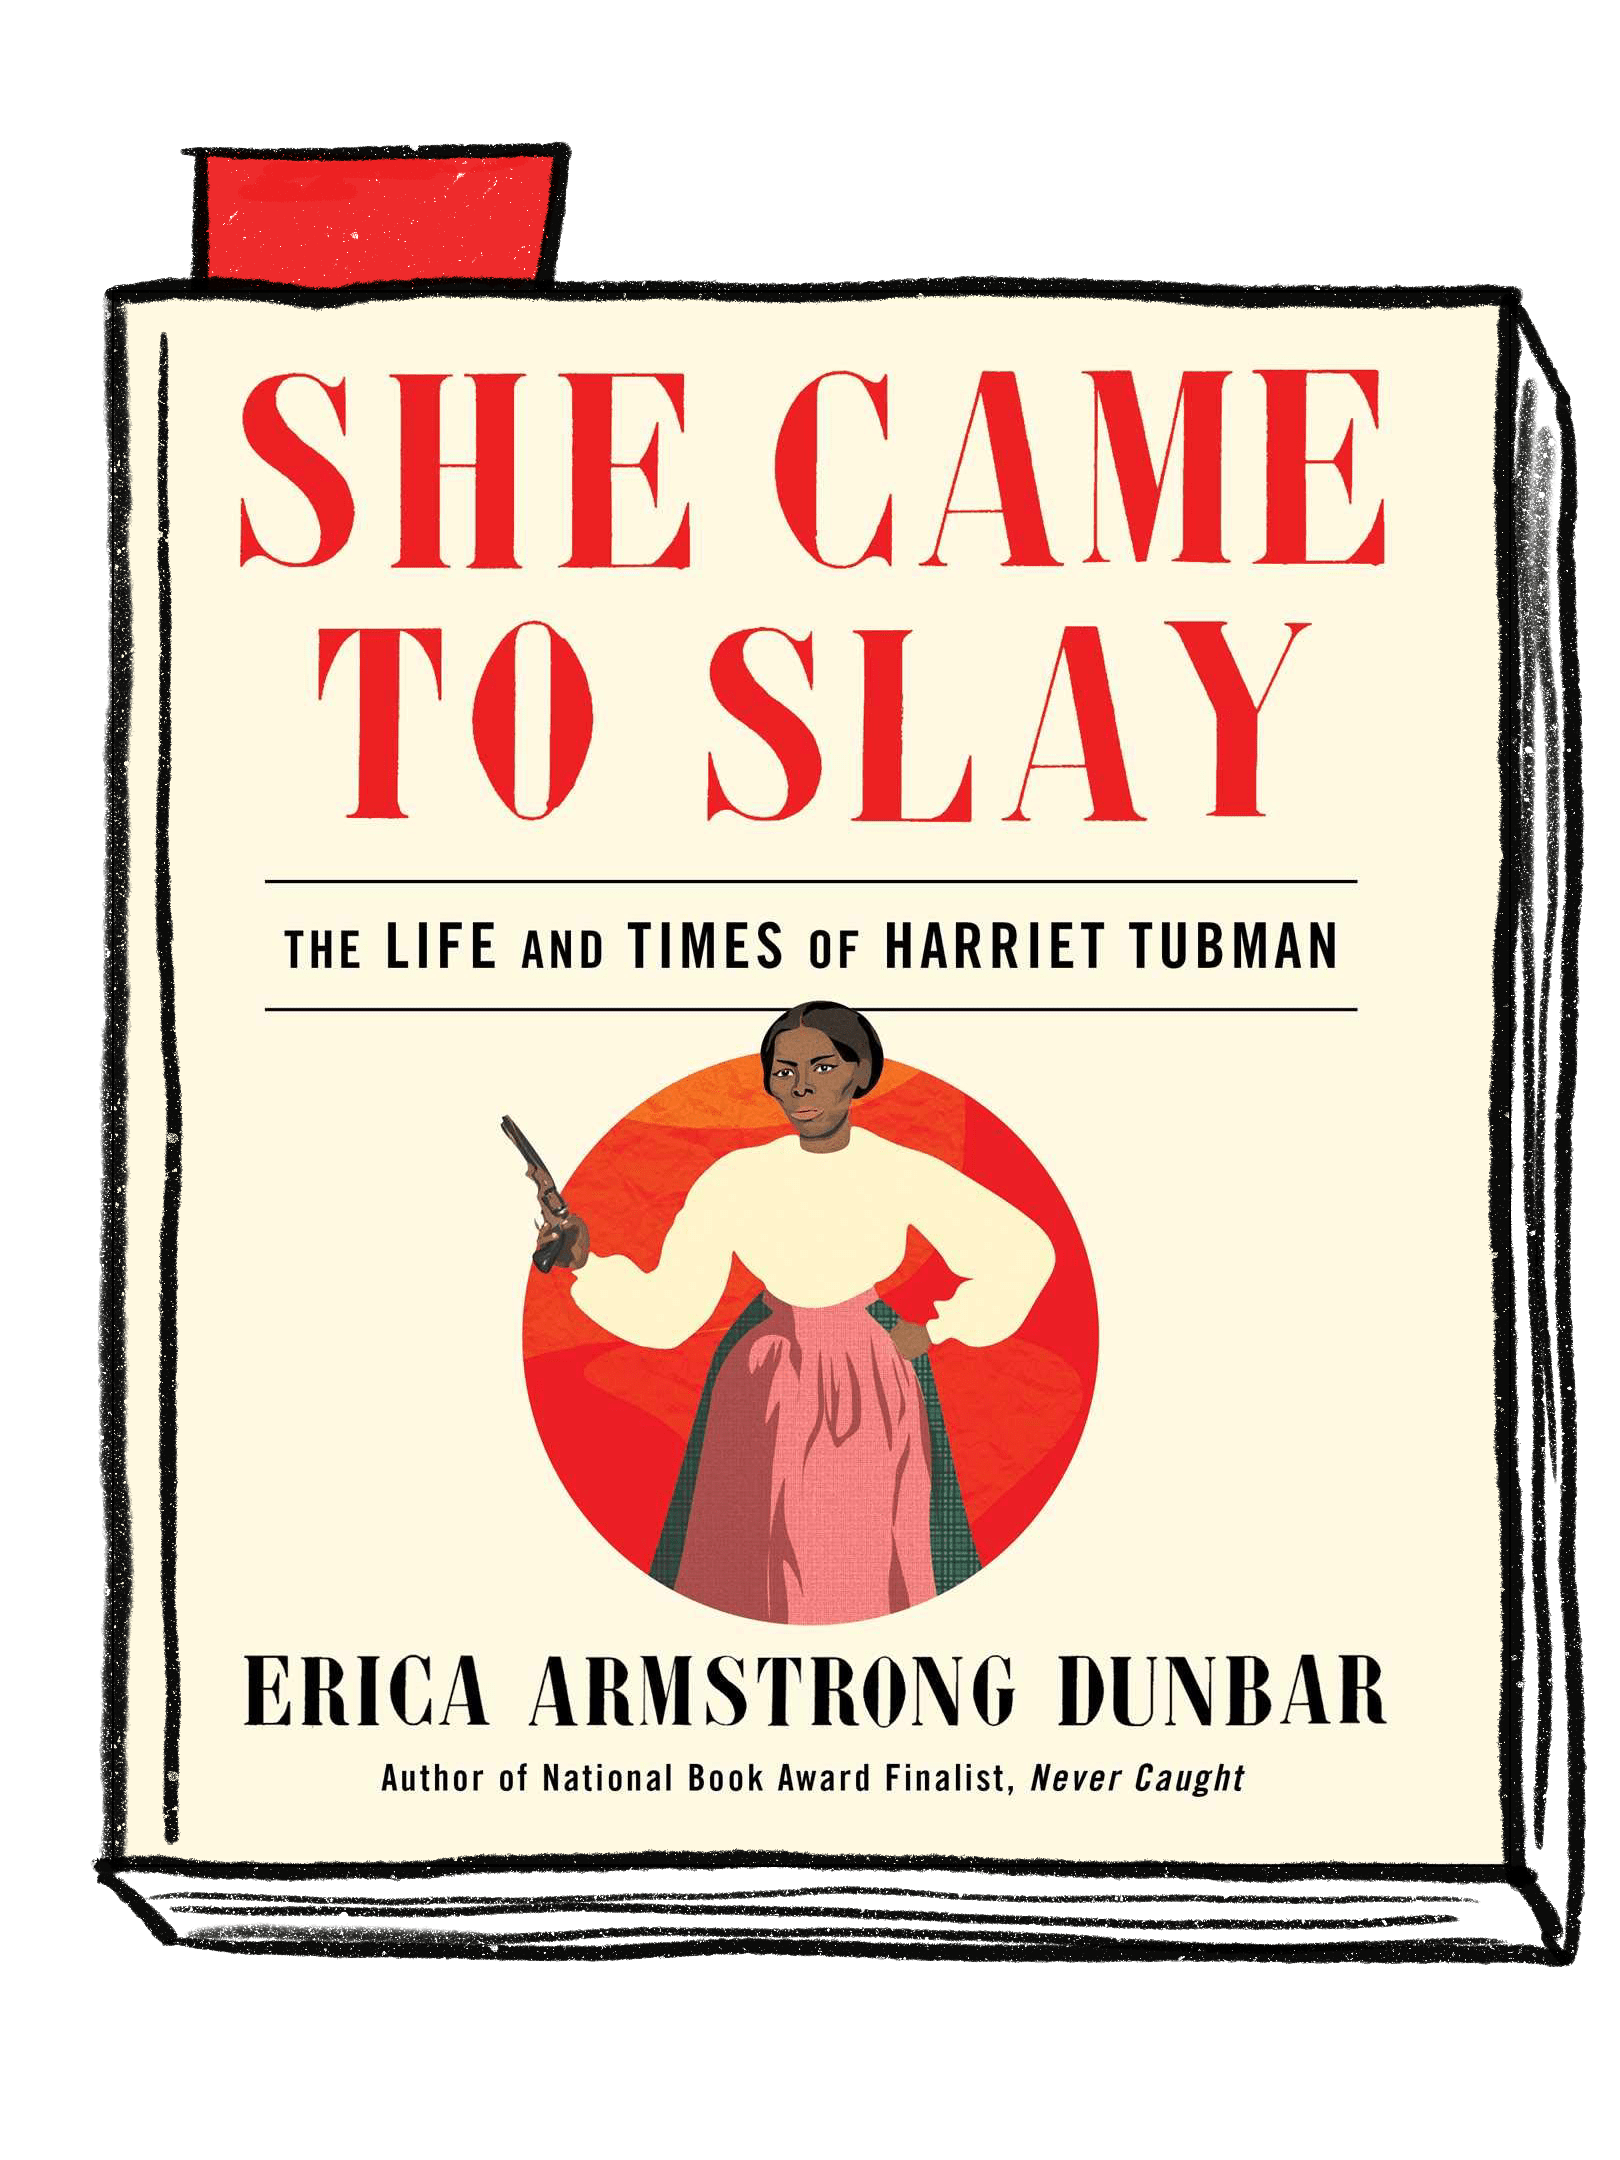 SHE CAME
TO SLAY
THE LIFE AND TIMES OF HARRIET TUBMAN
ERICA ARMSTRONG DUNBAR
Author of National Book Award Finalist, Never Caught